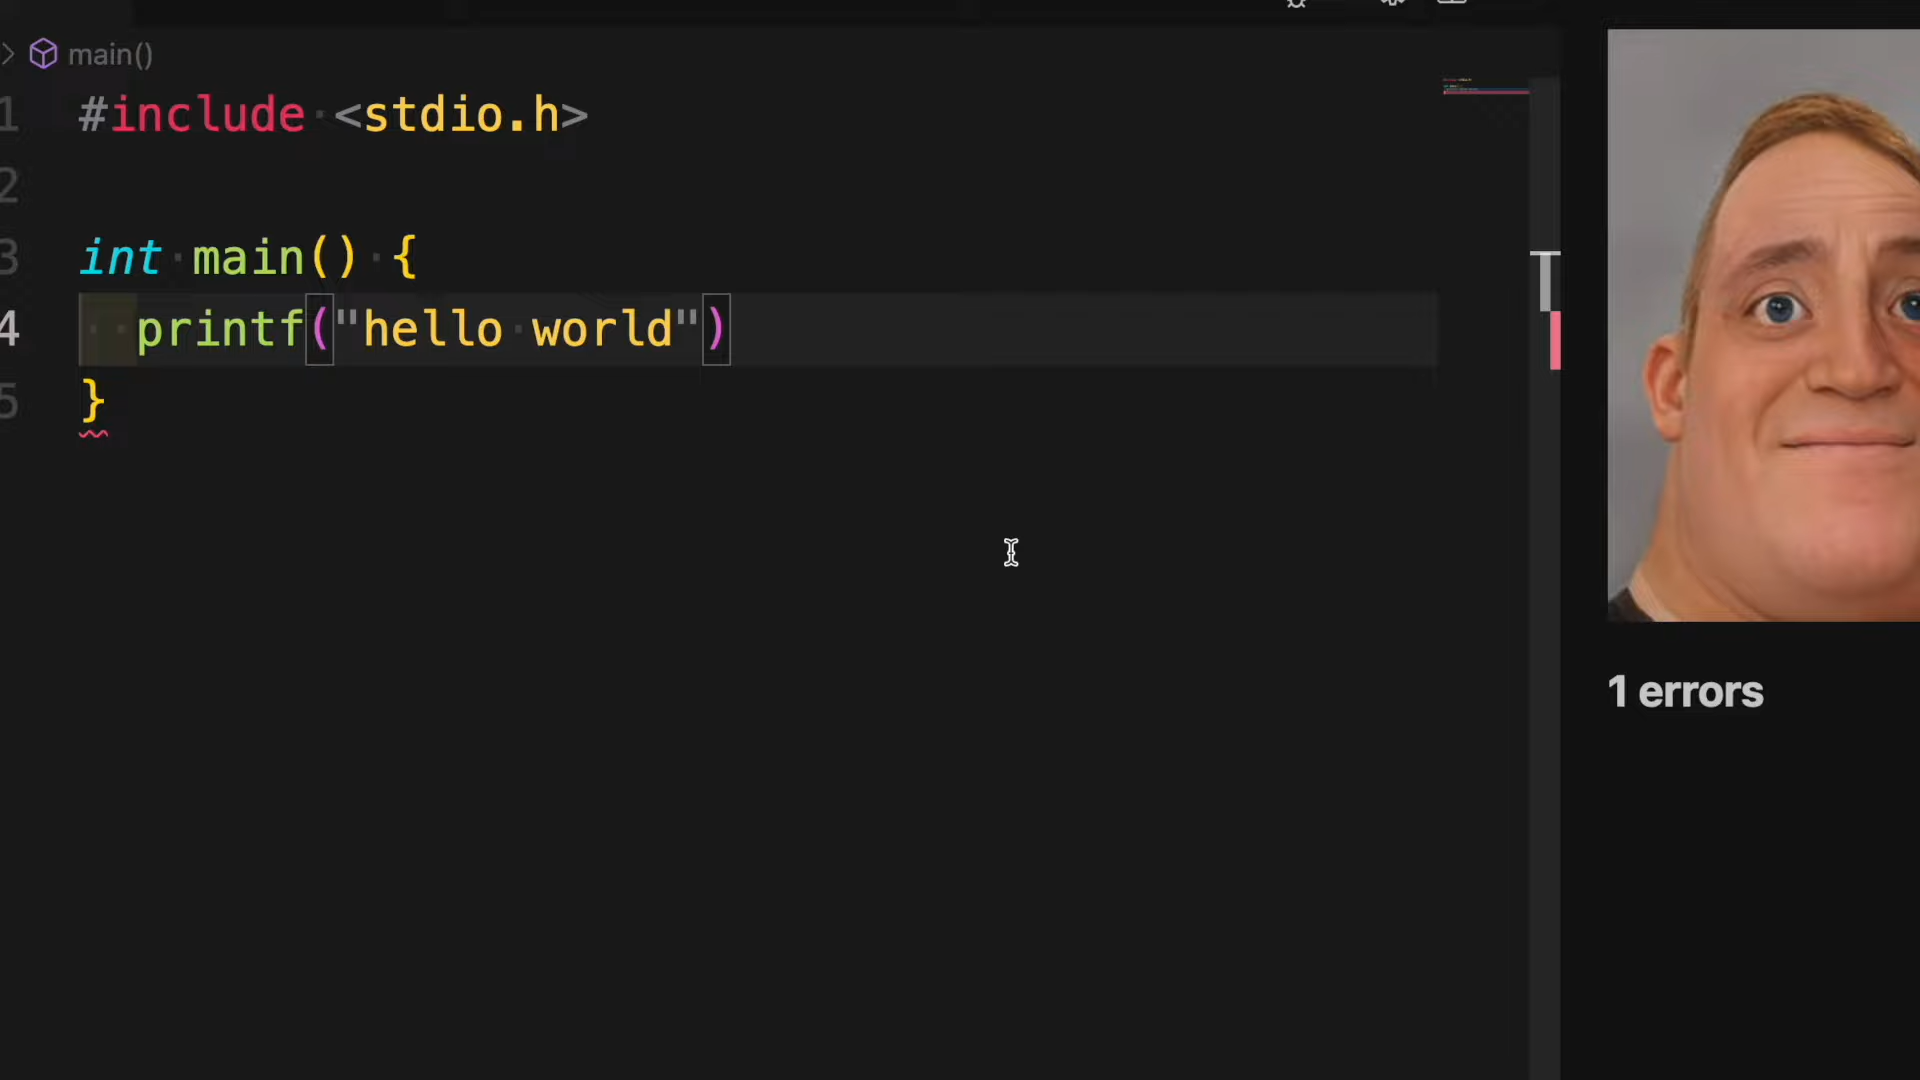 main()
1 #include <stdio.h>
2
3 int main() {
4 printf("hello world")
5 }
1 errors